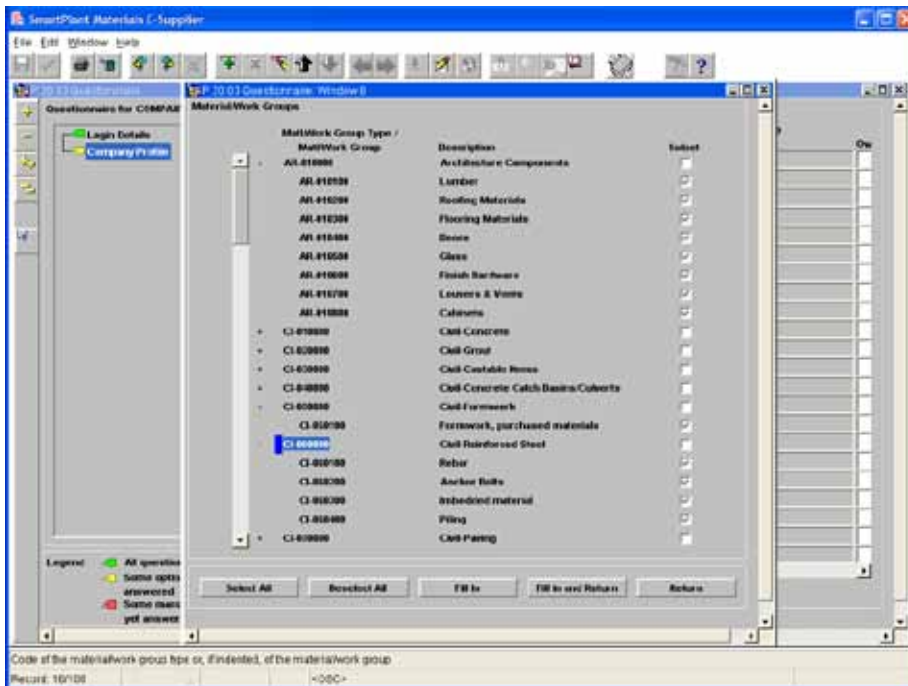 SmartPlant Materials E-Supplier
File Edit Window Help
P.20.03 Questionnaire
P.20.03 Questionnaire: Window 8
Questionnaire for COMPAN
Login Details
Company Profile
Material/Work Groups
Matl/Work Group Type /
Matl/Work Group Description Select
AR-010000 Architecture Components
AR-010100 Lumber
AR-010200 Roofing Materials
AR-010300 Flooring Materials
AR-010400 Doors
AR-010500 Glass
AR-010600 Finish Hardware
AR-010700 Louvers & Vents
AR-010800 Cabinets
CI-010000 Civil-Concrete
CI-020000 Civil-Grout
CI-030000 Civil-Castable Items
CI-040000 Civil-Concrete Catch Basins/Culverts
CI-050000 Civil-Formwork
CI-050100 Formwork, purchased materials
CI-060000 Civil-Reinforced Steel
CI-060100 Rebar
CI-060200 Anchor Bolts
CI-060300 Imbedded material
CI-060400 Piling
Civil-Paving
Ow
Legend All question
Some optio
answered
Some man
yet answer
Select All Deselect All Fill In Fill In and Return Return
Code of the material/work group type or, if indented, of the material/work group
Record: 16/108 <OSC>